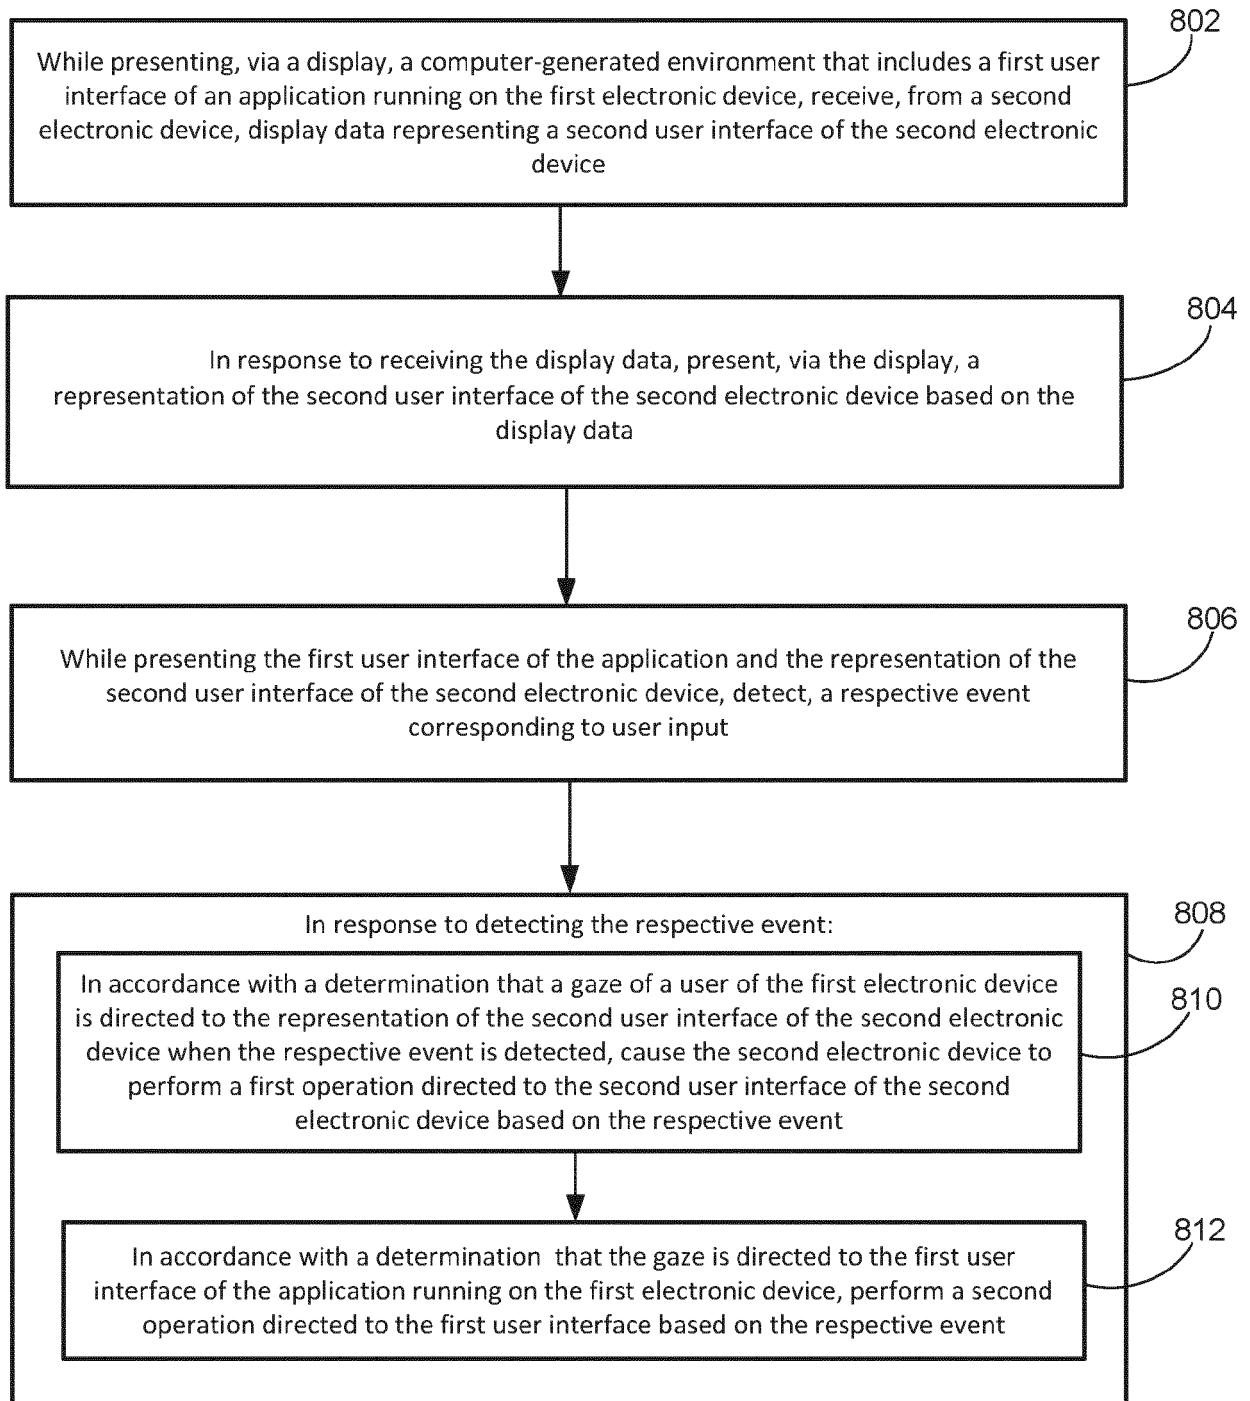 802
While presenting, via a display, a computer-generated environment that includes a first user
interface of an application running on the first electronic device, receive, from a second
electronic device, display data representing a second user interface of the second electronic
device
804
In response to receiving the display data, present, via the display, a
representation of the second user interface of the second electronic device based on the
display data
806
While presenting the first user interface of the application and the representation of the
second user interface of the second electronic device, detect, a respective event
corresponding to user input
808
In response to detecting the respective event:
810
In accordance with a determination that a gaze of a user of the first electronic device
is directed to the representation of the second user interface of the second electronic
device when the respective event is detected, cause the second electronic device to
perform a first operation directed to the second user interface of the second
electronic device based on the respective event
812
In accordance with a determination  that the gaze is directed to the first user
interface of the application running on the first electronic device, perform a second
operation directed to the first user interface based on the respective event